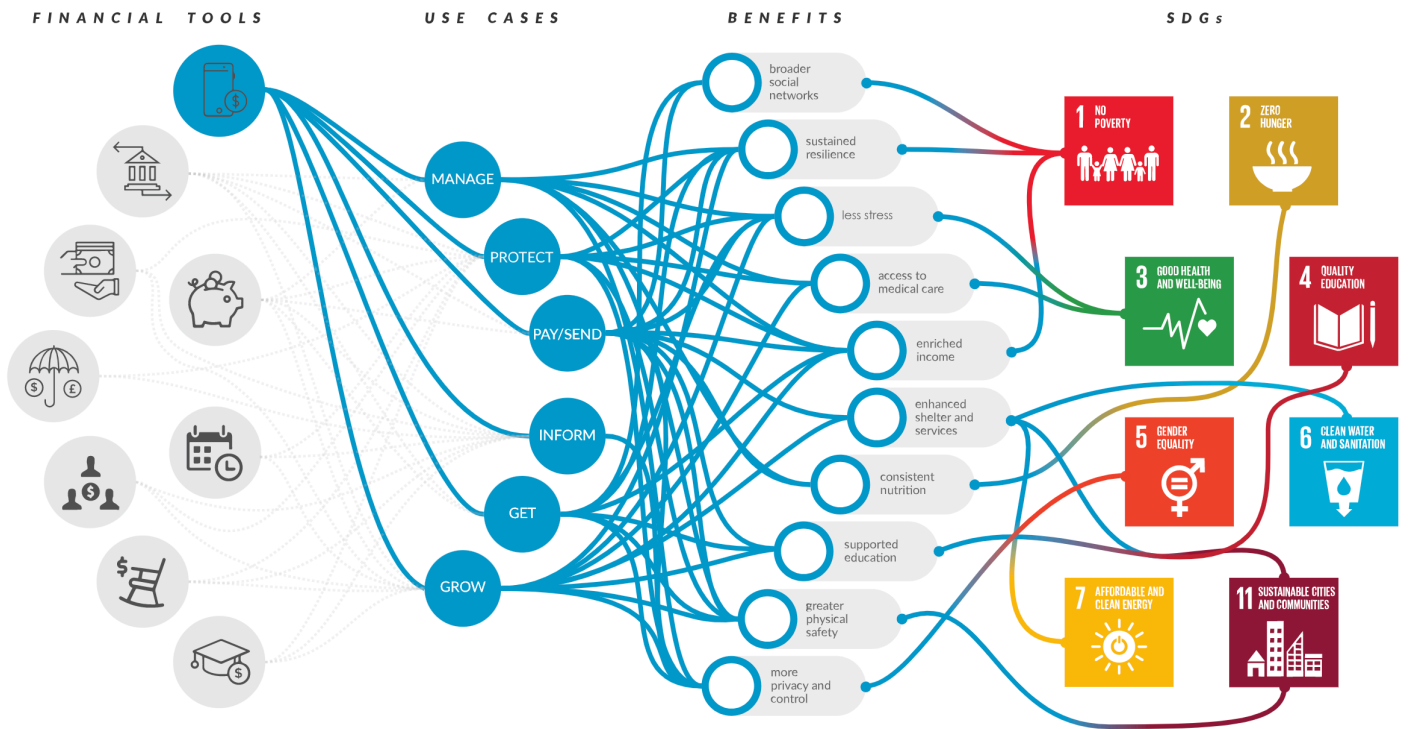 FINANCIAL TOOLS
USE CASES
BENEFITS
SDGs
$
$
£
$
$
$
MANAGE
PROTECT
PAY/SEND
INFORM
GET
GROW
broader
social
networks
sustained
resilience
less stress
access to
medical care
enriched
income
enhanced
shelter and
services
consistent
nutrition
supported
education
greater
physical
safety
more
privacy and
control
1 NO
POVERTY
2 ZERO
HUNGER
3 GOOD HEALTH
AND WELL-BEING
4 QUALITY
EDUCATION
5 GENDER
EQUALITY
6 CLEAN WATER
AND SANITATION
7 AFFORDABLE AND
CLEAN ENERGY
11 SUSTAINABLE CITIES
AND COMMUNITIES